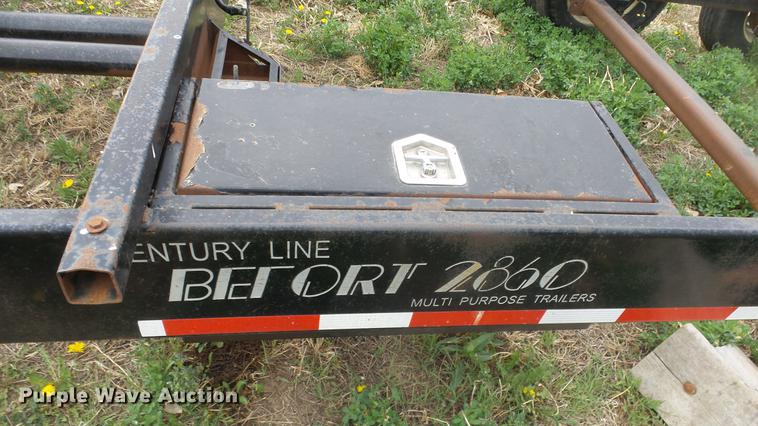 ENTURY LINE
BEFORT 2860
MULTI PURPOSE TRAILERS
Purple Wave Auction